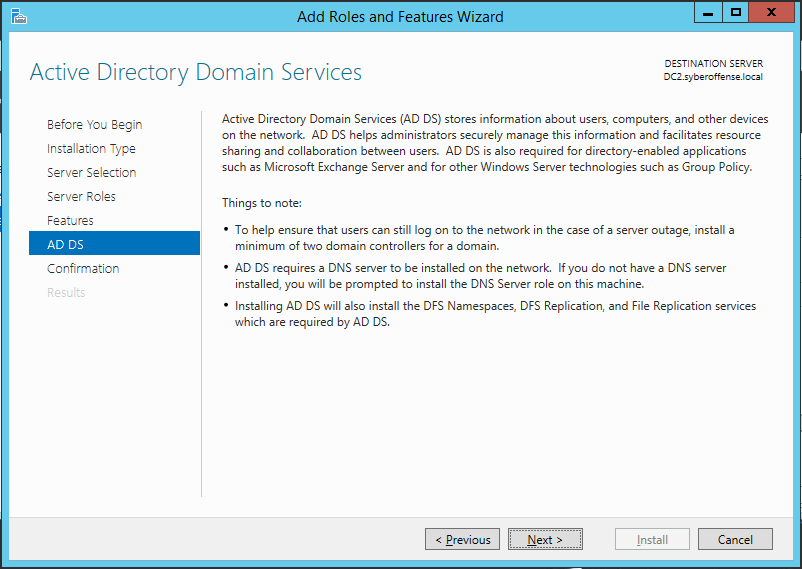 Add Roles and Features Wizard
Active Directory Domain Services
DESTINATION SERVER
DC2.syberoffense.local
Before You Begin
Installation Type
Server Selection
Server Roles
Features
AD DS
Confirmation
Results
Active Directory Domain Services (AD DS) stores information about users, computers, and other devices
on the network.  AD DS helps administrators securely manage this information and facilitates resource
sharing and collaboration between users.  AD DS is also required for directory-enabled applications
such as Microsoft Exchange Server and for other Windows Server technologies such as Group Policy.
Things to note:
• To help ensure that users can still log on to the network in the case of a server outage, install a
minimum of two domain controllers for a domain.
• AD DS requires a DNS server to be installed on the network.  If you do not have a DNS server
installed, you will be prompted to install the DNS Server role on this machine.
• Installing AD DS will also install the DFS Namespaces, DFS Replication, and File Replication services
which are required by AD DS.
< Previous
Next >
Install
Cancel